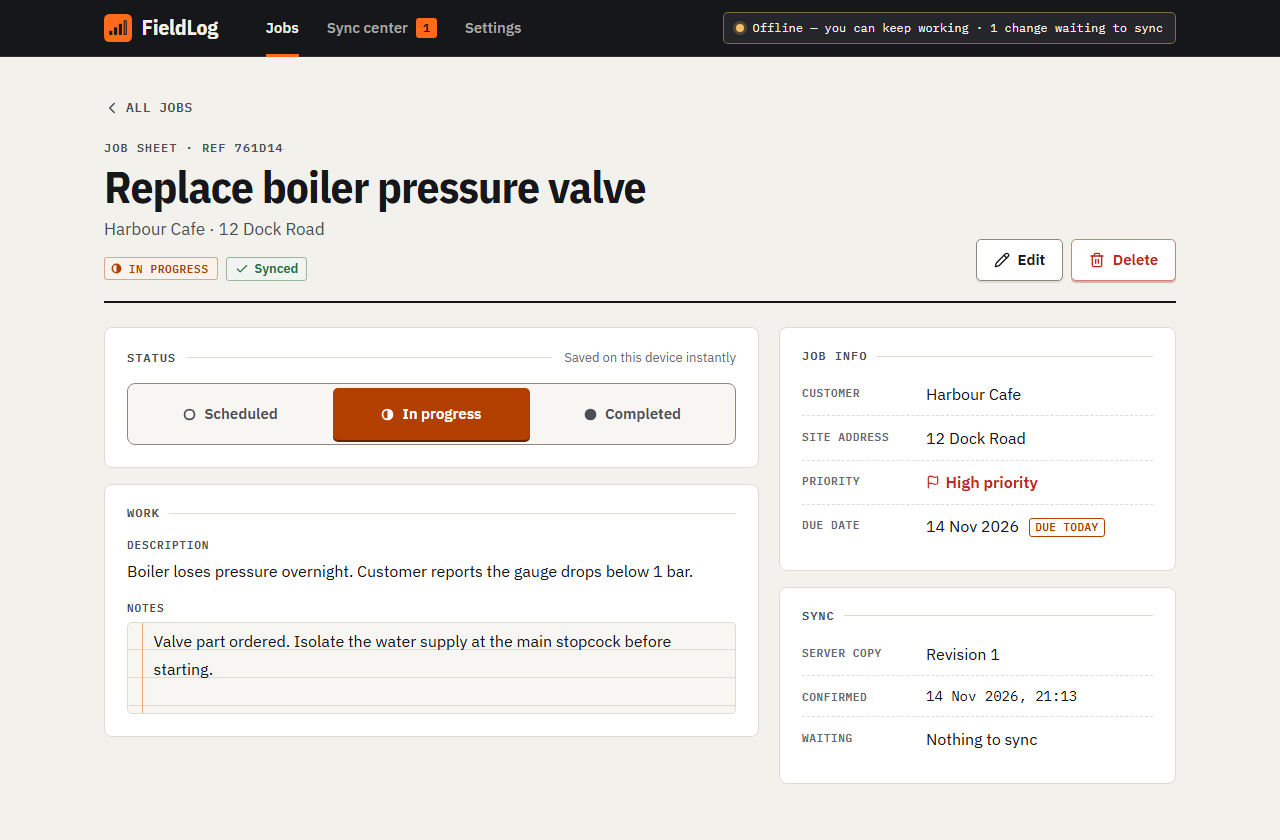 FieldLog
Jobs
Sync center 1
Settings
Offline — you can keep working · 1 change waiting to sync
ALL JOBS
JOB SHEET · REF 761D14
Replace boiler pressure valve
Harbour Cafe · 12 Dock Road
IN PROGRESS
Synced
Edit
Delete
STATUS
Saved on this device instantly
Scheduled
In progress
Completed
WORK
DESCRIPTION
Boiler loses pressure overnight. Customer reports the gauge drops below 1 bar.
NOTES
Valve part ordered. Isolate the water supply at the main stopcock before
starting.
JOB INFO
CUSTOMER Harbour Cafe
SITE ADDRESS 12 Dock Road
PRIORITY High priority
DUE DATE 14 Nov 2026 DUE TODAY
SYNC
SERVER COPY Revision 1
CONFIRMED 14 Nov 2026, 21:13
WAITING Nothing to sync